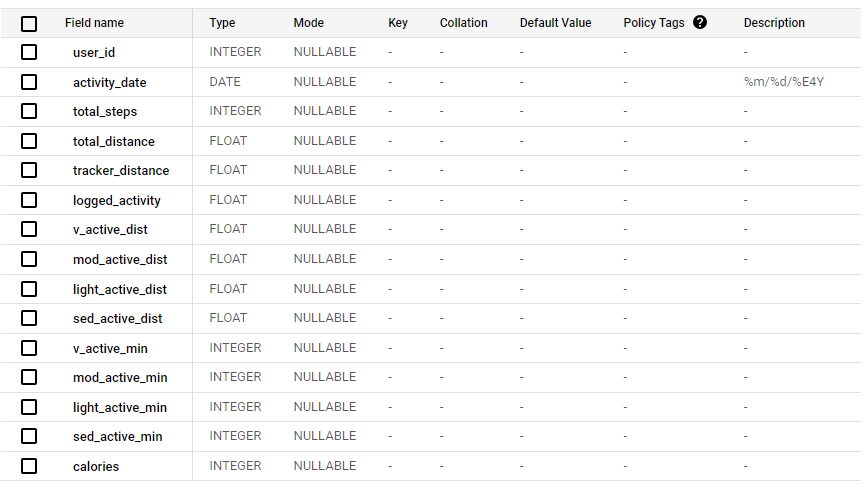 Field name Type Mode Key Collation Default Value Policy Tags ? Description
user_id INTEGER NULLABLE - - - - -
activity_date DATE NULLABLE - - - - %m/%d/%E4Y
total_steps INTEGER NULLABLE - - - - -
total_distance FLOAT NULLABLE - - - - -
tracker_distance FLOAT NULLABLE - - - - -
logged_activity FLOAT NULLABLE - - - - -
v_active_dist FLOAT NULLABLE - - - - -
mod_active_dist FLOAT NULLABLE - - - - -
light_active_dist FLOAT NULLABLE - - - - -
sed_active_dist FLOAT NULLABLE - - - - -
v_active_min INTEGER NULLABLE - - - - -
mod_active_min INTEGER NULLABLE - - - - -
light_active_min INTEGER NULLABLE - - - - -
sed_active_min INTEGER NULLABLE - - - - -
calories INTEGER NULLABLE - - - - -